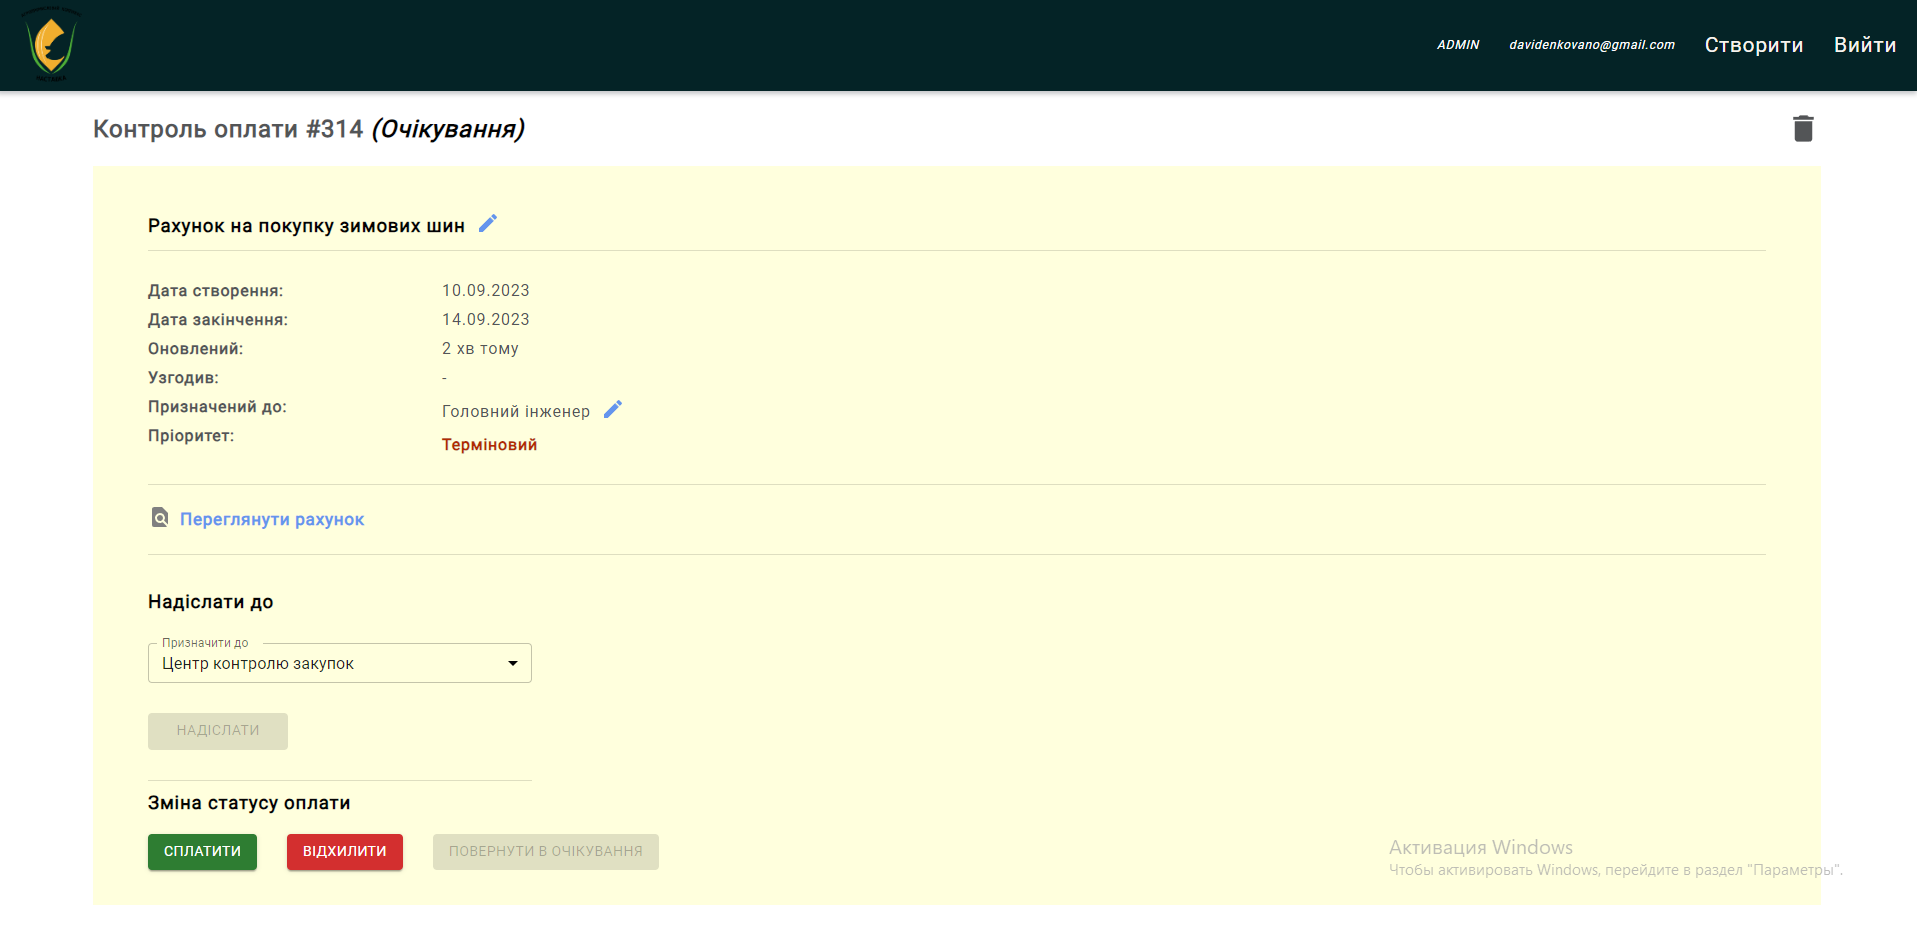 ADMIN davidenkovano@gmail.com Створити Вийти
Контроль оплати #314 (Очікування)
Рахунок на покупку зимових шин
Дата створення: 10.09.2023
Дата закінчення: 14.09.2023
Оновлений: 2 хв тому
Узгодив: -
Призначений до: Головний інженер
Пріоритет: Терміновий
Переглянути рахунок
Надіслати до
Призначити до
Центр контролю закупок
НАДІСЛАТИ
Зміна статусу оплати
СПЛАТИТИ ВІДХИЛИТИ ПОВЕРНУТИ В ОЧІКУВАННЯ
Активация Windows
Чтобы активировать Windows, перейдите в раздел "Параметры".